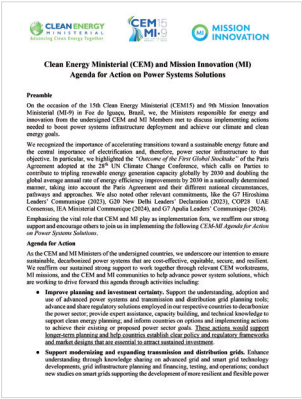 CLEAN ENERGY
MINISTERIAL
Advancing Clean Energy Together
CEM 15
MI-9
MISSION
INNOVATION
Clean Energy Ministerial (CEM) and Mission Innovation (MI)
Agenda for Action on Power Systems Solutions
Preamble
On the occasion of the 15th Clean Energy Ministerial (CEM15) and 9th Mission Innovation
Ministerial (MI-9) in Foz do Iguaçu, Brazil, we, the Ministers responsible for energy and
innovation from the undersigned CEM and MI Members met to discuss implementing actions
needed to boost power systems infrastructure deployment and achieve our climate and clean
energy goals.
We recognized the importance of accelerating transitions toward a sustainable energy future and
the central importance of electrification and, therefore, power sector infrastructure to that
objective. In particular, we highlighted the “Outcome of the First Global Stocktake” of the Paris
Agreement adopted at the 28th UN Climate Change Conference, which calls on Parties to
contribute to tripling renewable energy generation capacity globally by 2030 and doubling the
global average annual rate of energy efficiency improvements by 2030 in a nationally determined
manner, taking into account the Paris Agreement and their different national circumstances,
pathways and approaches. We also noted other relevant commitments, like the G7 Hiroshima
Leaders’ Communique (2023), G20 New Delhi Leaders’ Declaration (2023), COP28 UAE
Consensus, IEA Ministerial Communique (2024), and G7 Apulia Leaders’ Communique (2024).
Emphasizing the vital role that CEM and MI play as implementation fora, we reaffirm our strong
support and encourage others to join us in implementing the following CEM-MI Agenda for Action
on Power Systems Solutions.
Agenda for Action
As the CEM and MI Ministers of the undersigned countries, we underscore our intention to ensure
sustainable, decarbonized power systems that are cost-effective, equitable, secure, and resilient.
We reaffirm our sustained strong support to work through relevant CEM workstreams,
MI missions, and the CEM and MI communities to help advance power system solutions, which
are working to drive forward this agenda through activities including:
● Improve planning and investment certainty. Support the understanding, adoption and
use of advanced power systems and transmission and distribution grid planning tools;
advance and share regulatory solutions employed in our respective countries to decarbonize
the power sector; provide expert assistance, capacity building, and technical knowledge to
support clean energy planning; and inform countries on options and implementing actions
to achieve their existing or proposed power sector goals. These actions would support
longer-term planning and help countries establish clear policy and regulatory frameworks
and market designs that are essential to attract sustained investment.
● Support modernizing and expanding transmission and distribution grids. Enhance
understanding through knowledge sharing on advanced grid and smart grid technology
developments, grid infrastructure planning and financing, testing, and operations; conduct
new studies on smart grids supporting the development of more resilient and flexible power